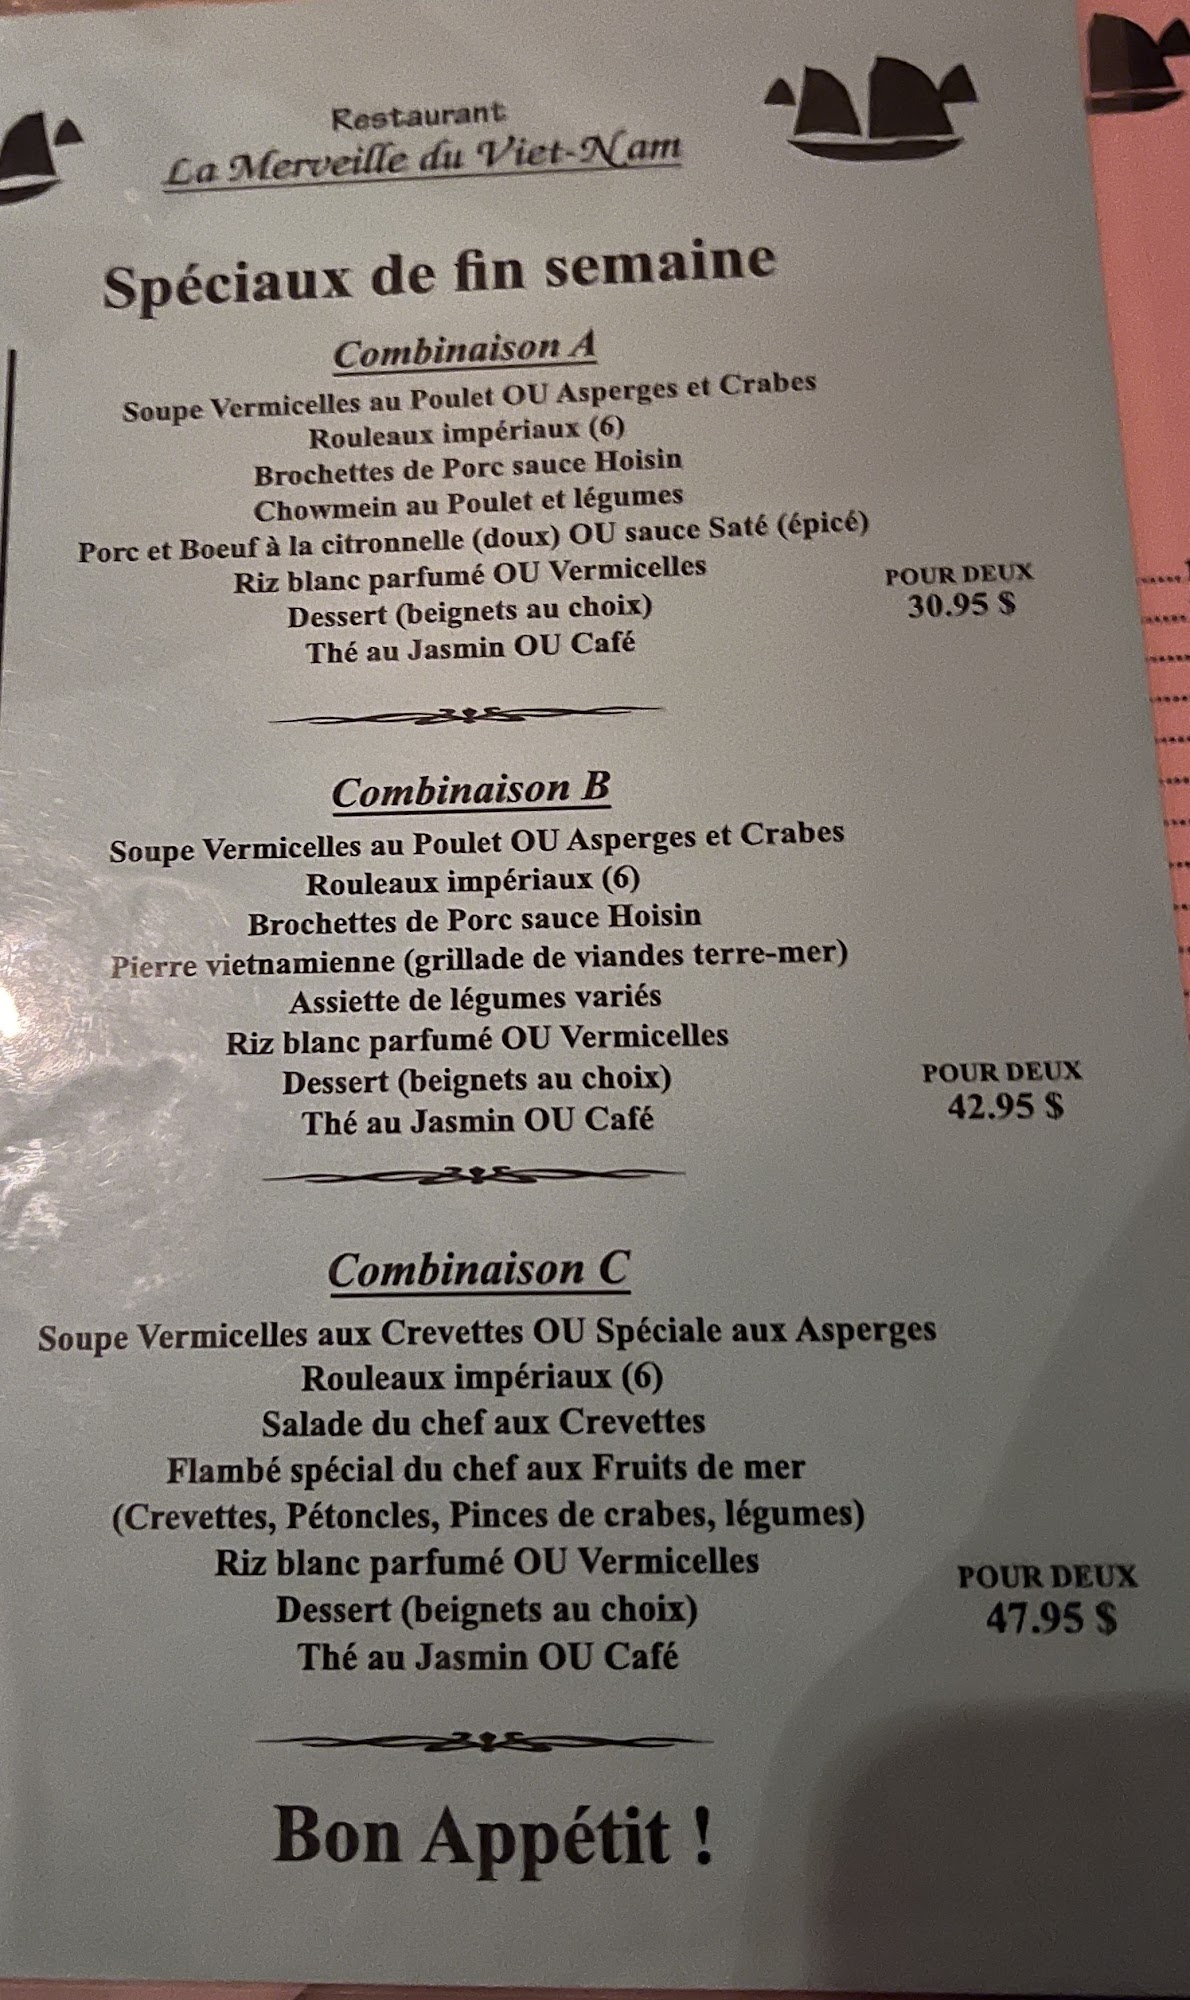 Restaurant
La Merveille du Viet-Nam
Spéciaux de fin semaine
Combinaison A
Soupe Vermicelles au Poulet OU Asperges et Crabes
Rouleaux impériaux (6)
Brochettes de Porc sauce Hoisin
Chowmein au Poulet et légumes
Porc et Boeuf à la citronnelle (doux) OU sauce Saté (épicé)
Riz blanc parfumé OU Vermicelles
Dessert (beignets au choix)
Thé au Jasmin OU Café
POUR DEUX
30.95 $
Combinaison B
Soupe Vermicelles au Poulet OU Asperges et Crabes
Rouleaux impériaux (6)
Brochettes de Porc sauce Hoisin
Pierre vietnamienne (grillade de viandes terre-mer)
Assiette de légumes variés
Riz blanc parfumé OU Vermicelles
Dessert (beignets au choix)
Thé au Jasmin OU Café
POUR DEUX
42.95 $
Combinaison C
Soupe Vermicelles aux Crevettes OU Spéciale aux Asperges
Rouleaux impériaux (6)
Salade du chef aux Crevettes
Flambé spécial du chef aux Fruits de mer
(Crevettes, Pétoncles, Pinces de crabes, légumes)
Riz blanc parfumé OU Vermicelles
Dessert (beignets au choix)
Thé au Jasmin OU Café
POUR DEUX
47.95 $
Bon Appétit !